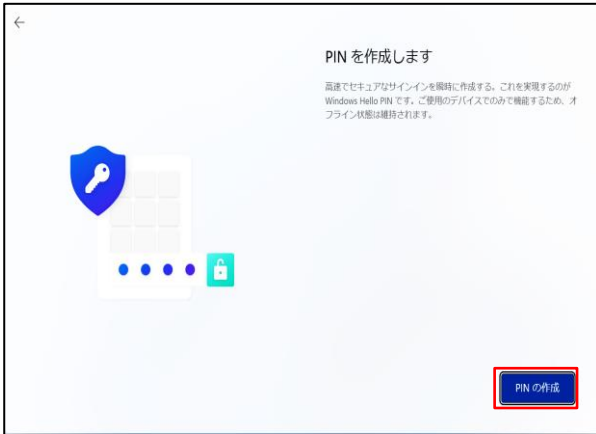 PIN を作成します
高速でセキュアなサインインを瞬時に作成する。これを実現するのが
Windows Hello PIN です。ご使用のデバイスでのみで機能するため、オ
フライン状態は維持されます。
PIN の作成